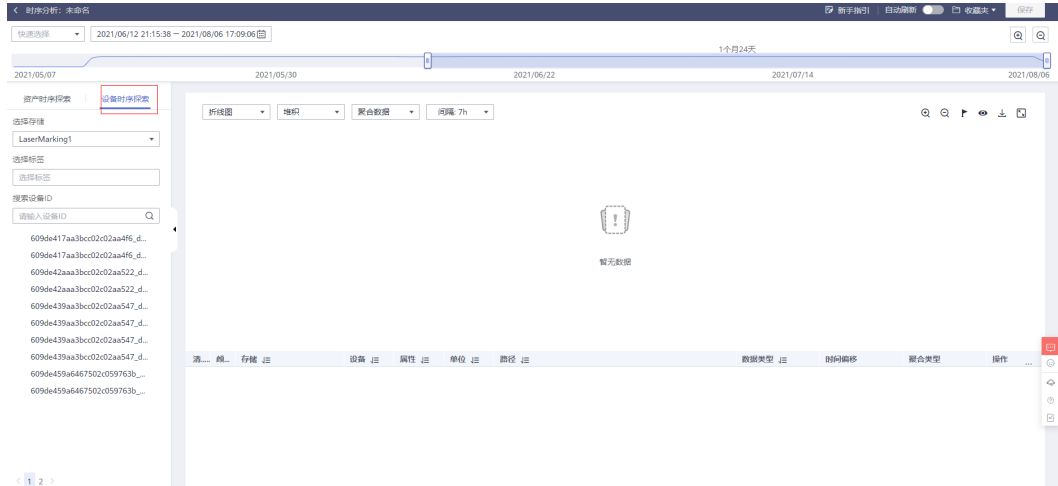 时序分析：未命名
新手指引
自动刷新
收藏夹
保存
快速选择
2021/06/12 21:15:38 – 2021/08/06 17:09:06
1个月24天
2021/05/07
2021/05/30
2021/06/22
2021/07/14
2021/08/06
资产时序探索
设备时序探索
选择存储
LaserMarking1
选择标签
选择标签
搜索设备ID
请输入设备ID
609de417aa3bcc02c02aa4f6_d...
609de417aa3bcc02c02aa4f6_d...
609de42aaa3bcc02c02aa522_d...
609de42aaa3bcc02c02aa522_d...
609de439aa3bcc02c02aa547_d...
609de439aa3bcc02c02aa547_d...
609de439aa3bcc02c02aa547_d...
609de439aa3bcc02c02aa547_d...
609de459a6467502c059763b_...
609de459a6467502c059763b_...
1 2
折线图
堆积
聚合数据
间隔: 7h
暂无数据
清.... 颜... 存储 设备 属性 单位 路径 数据类型 时间偏移 聚合类型 操作 ...